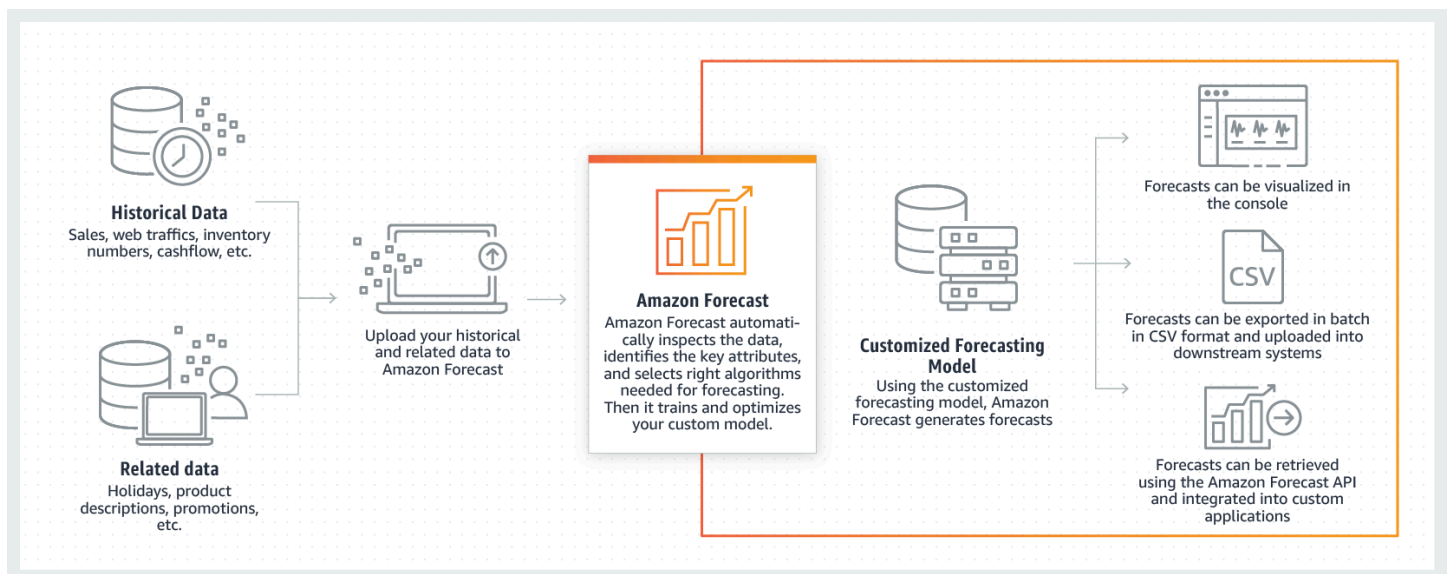 Historical Data
Sales, web traffics, inventory
numbers, cashflow, etc.
Related data
Holidays, product
descriptions, promotions,
etc.
Upload your historical
and related data to
Amazon Forecast
Amazon Forecast
Amazon Forecast automati-
cally inspects the data,
identifies the key attributes,
and selects right algorithms
needed for forecasting.
Then it trains and optimizes
your custom model.
Customized Forecasting
Model
Using the customized
forecasting model, Amazon
Forecast generates forecasts
Forecasts can be visualized in
the console
CSV
Forecasts can be exported in batch
in CSV format and uploaded into
downstream systems
Forecasts can be retrieved
using the Amazon Forecast API
and integrated into custom
applications